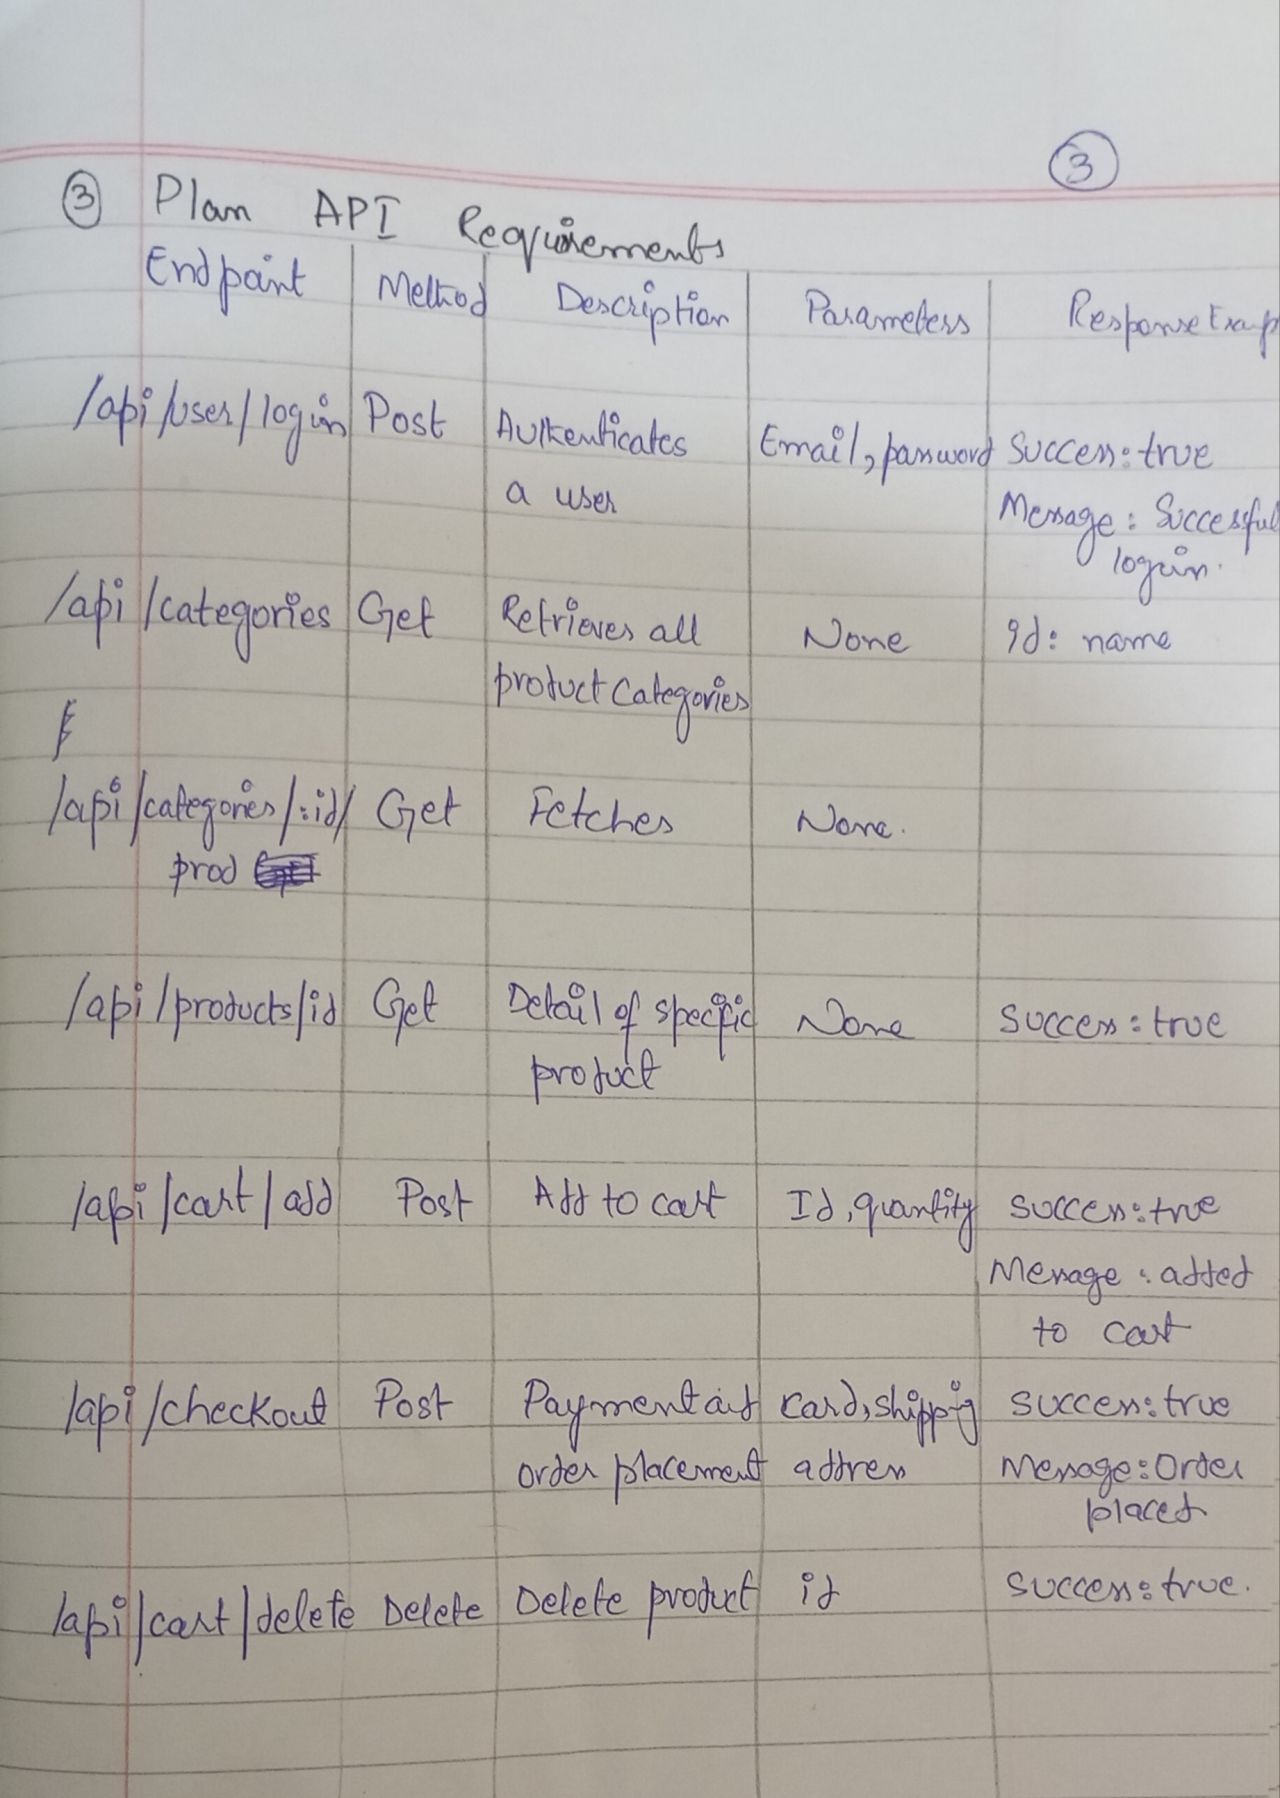 3
3 Plan API Requirements
Endpoint Method Description Parameters Response Examp
/api/user/login Post Authenticates Email, password Success: true
a user Message: Successful
login.
/api/categories Get Retrieves all None id: name
product Categories
/api/categories/:id/ Get Fetches None.
prod
/api/products/id Get Detail of specific None Success: true
product
/api/cart/add Post Add to cart Id, quantity Success: true
Message: added
to cart
/api/checkout Post Payment and card, shipping Success: true
order placement address Message: Order
placed
/api/cart/delete Delete Delete product id Success: true.